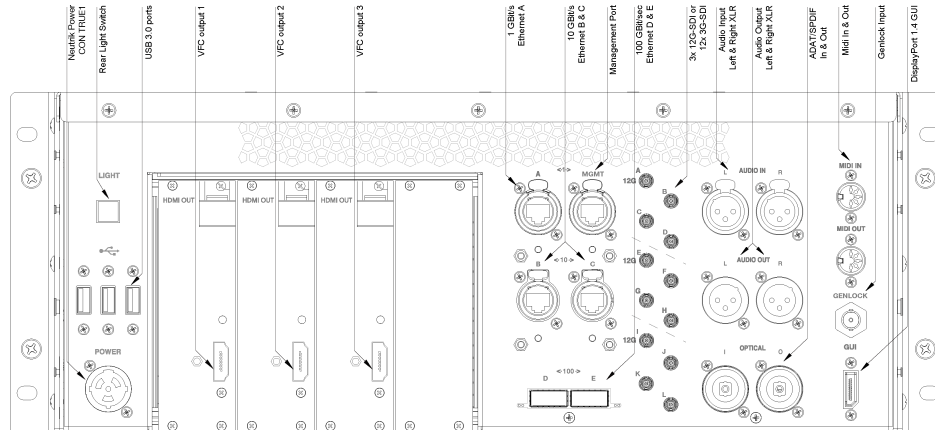 Neutrik Power
CON TRUE1
Rear Light Switch
USB 3.0 ports
VFC output 1
VFC output 2
VFC output 3
1 GBit/s
Ethernet A
10 GBit/s
Ethernet B & C
Management Port
100 GBit/sec
Ethernet D & E
3x 12G-SDI or
12x 3G-SDI
Audio Input
Left & Right XLR
Audio Output
Left & Right XLR
ADAT/SPDIF
In & Out
Midi In & Out
Genlock Input
DisplayPort 1.4 GUI
LIGHT
HDMI OUT
HDMI OUT
HDMI OUT
POWER
A
<1>
MGMT
B
<10>
C
<100>
D
E
A
12G
B
C
D
E
12G
F
G
H
I
12G
J
K
L
L
AUDIO IN
R
AUDIO OUT
L
R
OPTICAL
I
O
MIDI IN
MIDI OUT
GENLOCK
GUI